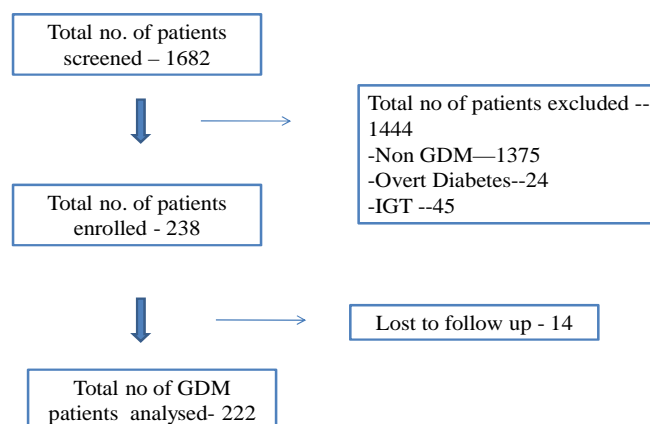 Total no. of patients
screened – 1682
Total no of patients excluded --
1444
-Non GDM—1375
-Overt Diabetes--24
-IGT --45
Total no. of patients
enrolled - 238
Lost to follow up - 14
Total no of GDM
patients analysed- 222